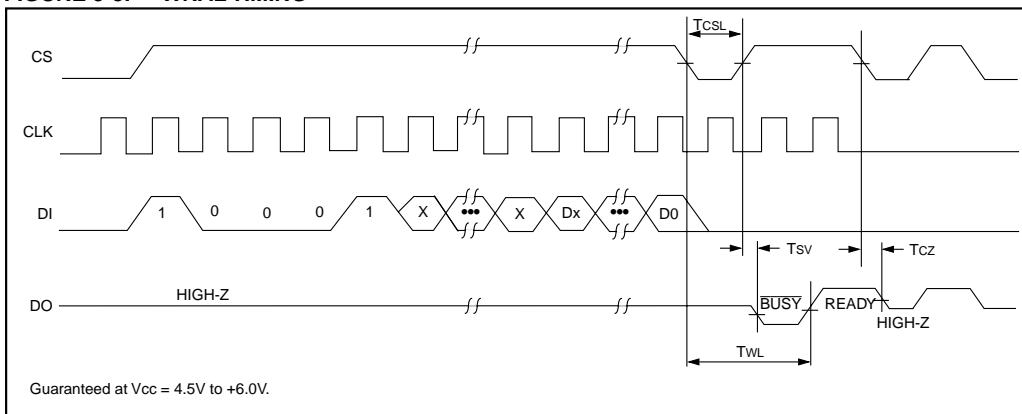 TCSL
CS
CLK
DI
1 0 0 0 1 X ••• X Dx ••• D0
TSV
TCZ
DO
HIGH-Z
BUSY
READY
HIGH-Z
TWL
Guaranteed at Vcc = 4.5V to +6.0V.